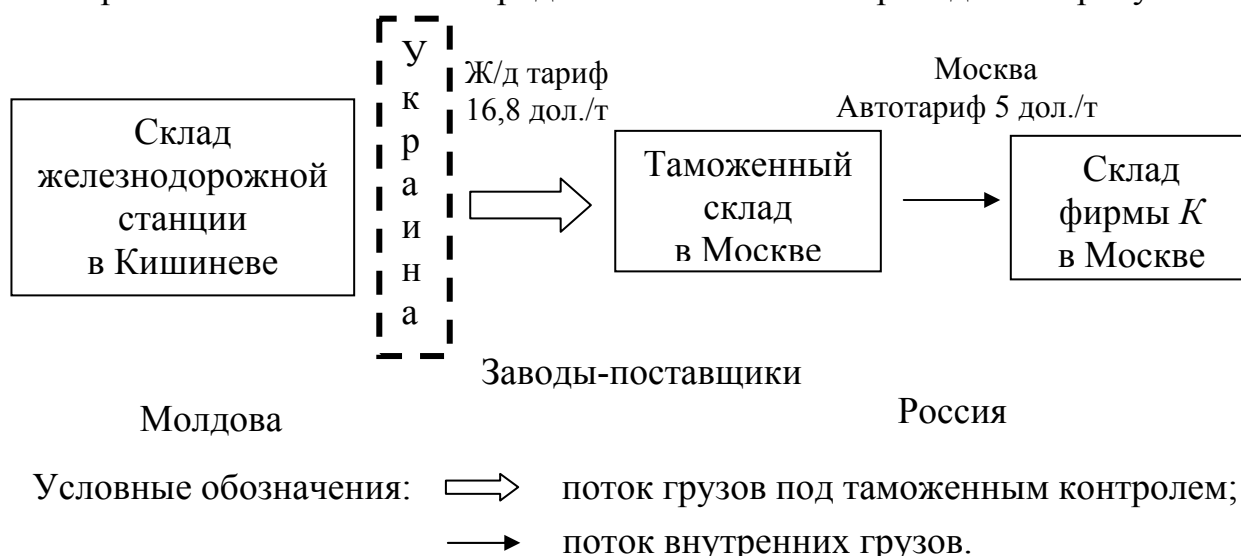 Украина
Ж/д тариф
16,8 дол./т
Москва
Автотариф 5 дол./т
Склад
железнодорожной
станции
в Кишиневе
Таможенный
склад
в Москве
Склад
фирмы К
в Москве
Заводы-поставщики
Молдова
Россия
Условные обозначения:
поток грузов под таможенным контролем;
поток внутренних грузов.